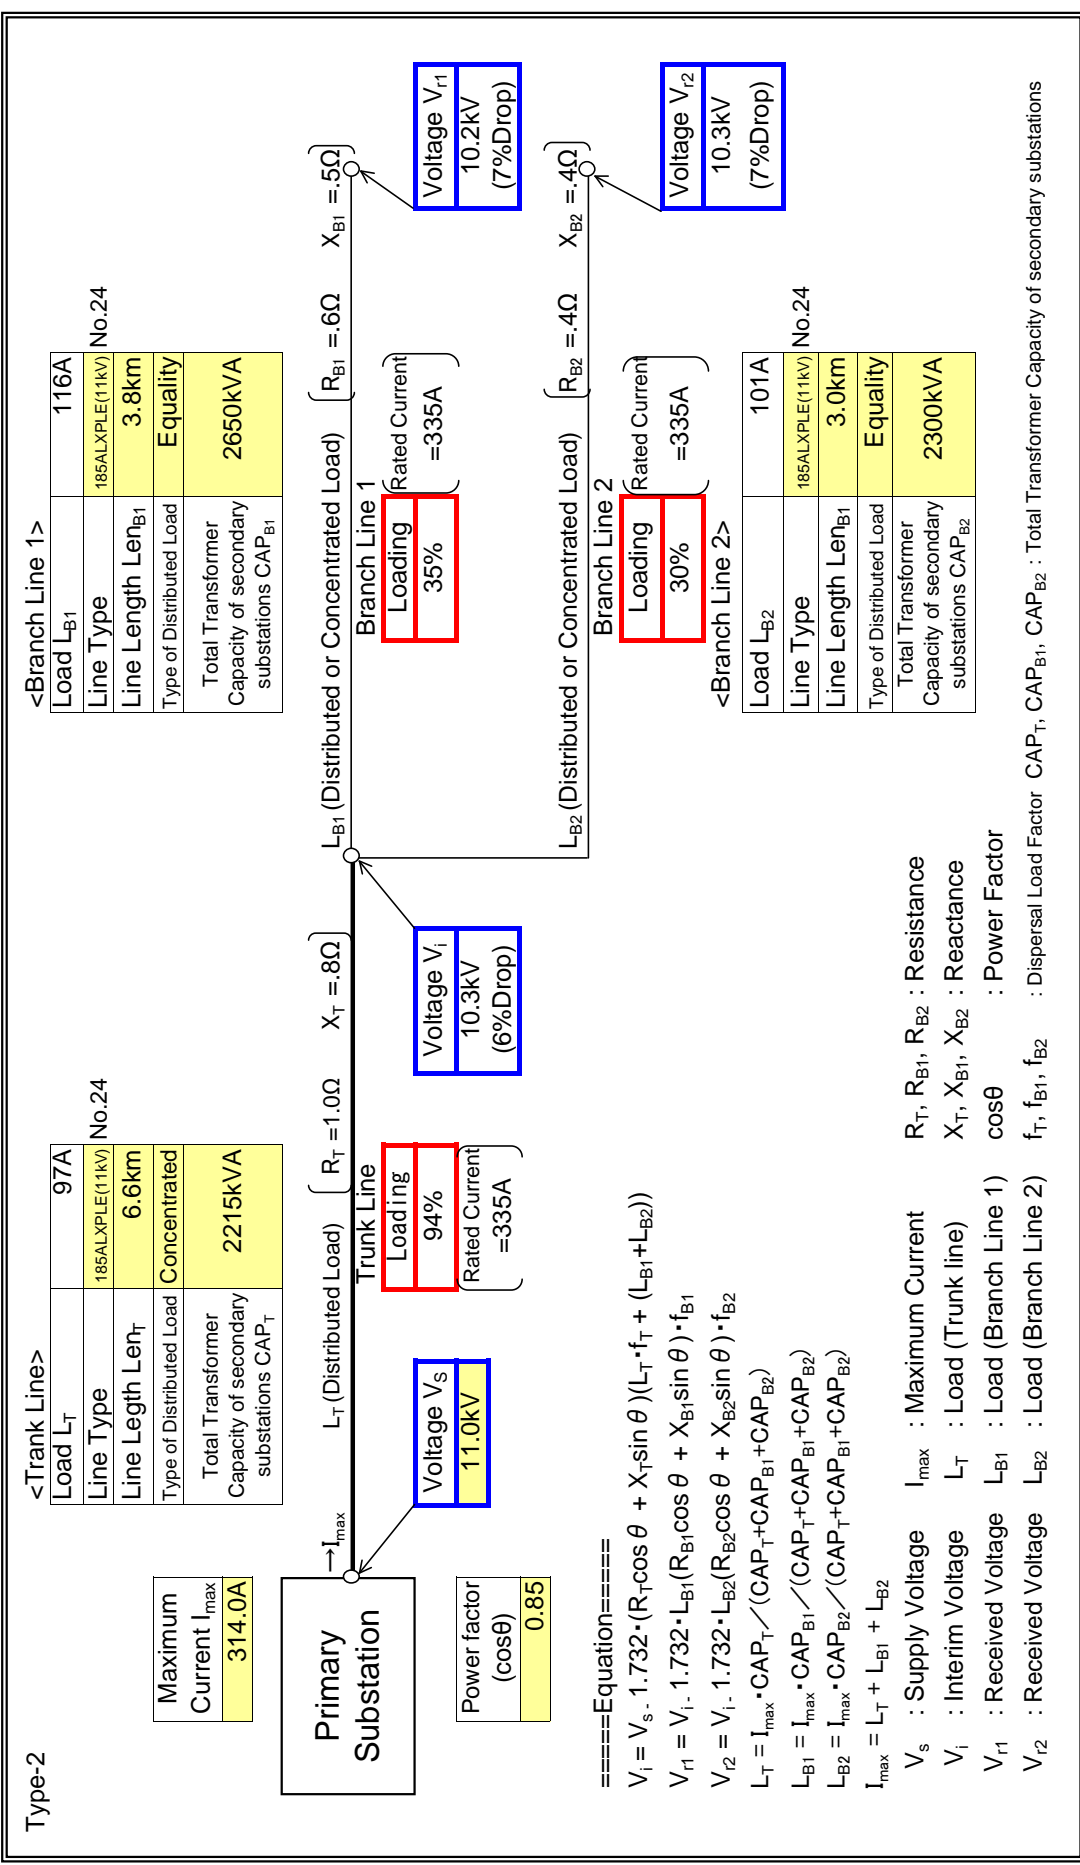 Type-2
Maximum
Current Imax
314.0A
Primary
Substation
Power factor
(cosθ)
0.85
→Imax
Voltage VS
11.0kV
<Trank Line>
Load LT 97A
Line Type 185ALXPLE(11kV) No.24
Line Legth LenT 6.6km
Type of Distributed Load Concentrated
Total Transformer
Capacity of secondary
substations CAPT
2215kVA
LT (Distributed Load)
RT =1.0Ω XT =.8Ω
Trunk Line
Loading
94%
Rated Current
=335A
Voltage Vi
10.3kV
(6%Drop)
<Branch Line 1>
Load LB1 116A
Line Type 185ALXPLE(11kV) No.24
Line Length LenB1 3.8km
Type of Distributed Load Equality
Total Transformer
Capacity of secondary
substations CAPB1
2650kVA
LB1 (Distributed or Concentrated Load)
RB1 =.6Ω XB1 =.5Ω
Branch Line 1
Loading
35%
Rated Current
=335A
Voltage Vr1
10.2kV
(7%Drop)
LB2 (Distributed or Concentrated Load)
RB2 =.4Ω XB2 =.4Ω
Branch Line 2
Loading
30%
Rated Current
=335A
Voltage Vr2
10.3kV
(7%Drop)
<Branch Line 2>
Load LB2 101A
Line Type 185ALXPLE(11kV) No.24
Line Length LenB1 3.0km
Type of Distributed Load Equality
Total Transformer
Capacity of secondary
substations CAPB2
2300kVA
=====Equation=====
Vi = Vs - 1.732・(RTcosθ + XTsinθ)(LT・fT + (LB1+LB2))
Vr1 = Vi - 1.732・LB1(RB1cosθ + XB1sinθ)・fB1
Vr2 = Vi - 1.732・LB2(RB2cosθ + XB2sinθ)・fB2
LT = Imax・CAPT/(CAPT+CAPB1+CAPB2)
LB1 = Imax・CAPB1/(CAPT+CAPB1+CAPB2)
LB2 = Imax・CAPB2/(CAPT+CAPB1+CAPB2)
Imax = LT + LB1 + LB2
Vs : Supply Voltage Imax : Maximum Current RT, RB1, RB2 : Resistance
Vi : Interim Voltage LT : Load (Trunk line) XT, XB1, XB2 : Reactance
Vr1 : Received Voltage LB1 : Load (Branch Line 1) cosθ : Power Factor
Vr2 : Received Voltage LB2 : Load (Branch Line 2) fT, fB1, fB2 : Dispersal Load Factor CAPT, CAPB1, CAPB2 : Total Transformer Capacity of secondary substations